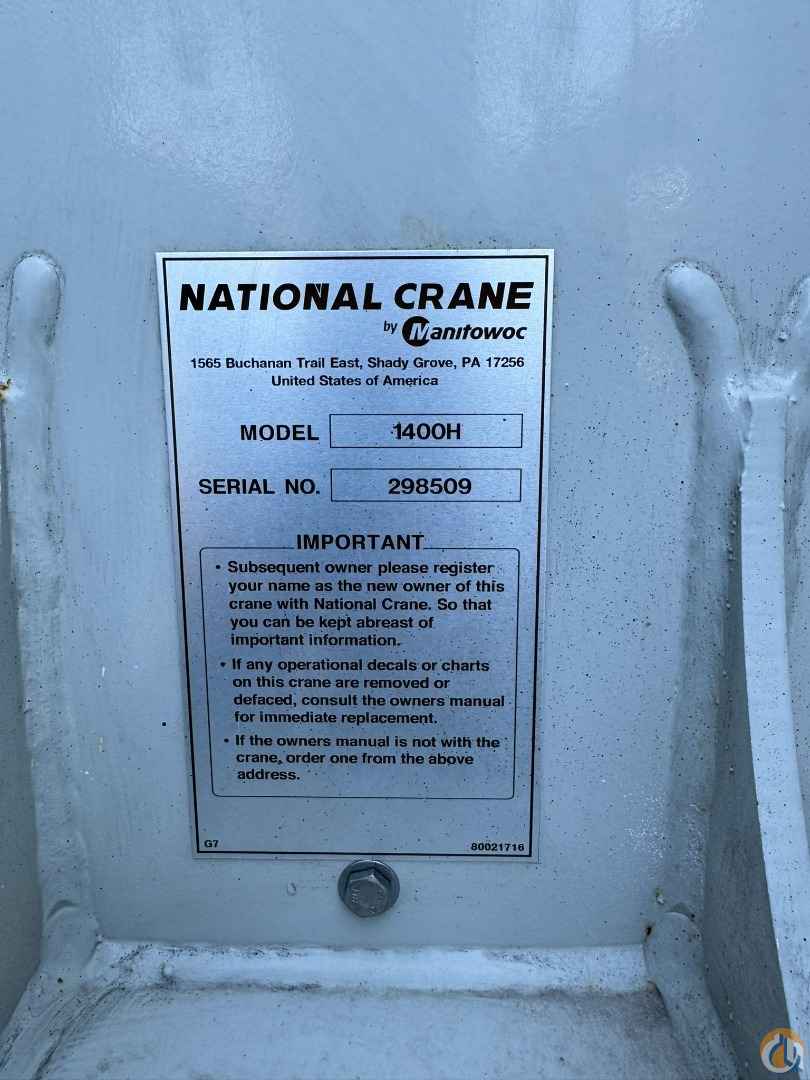 NATIONAL CRANE
by Manitowoc
1565 Buchanan Trail East, Shady Grove, PA 17256
United States of America
MODEL 1400H
SERIAL NO. 298509
IMPORTANT
• Subsequent owner please register
your name as the new owner of this
crane with National Crane. So that
you can be kept abreast of
important information.
• If any operational decals or charts
on this crane are removed or
defaced, consult the owners manual
for immediate replacement.
• If the owners manual is not with the
crane, order one from the above
address.
G7 80021716